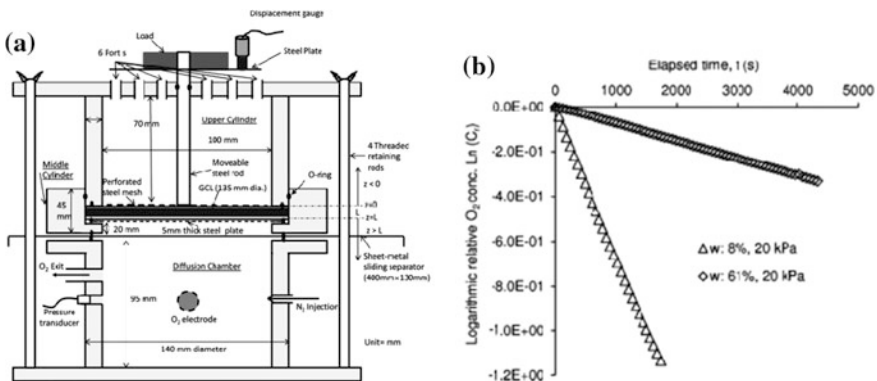 (a)
Displacement gauge
Load
Steel Plate
6 Fort s
Upper Cylinder
70 mm
100 mm
4 Threaded
retaining
reds
Middle
Cylinder
Moveable
steel rod
O-ring
Perforated
steel mesh
GCL (135 mm dia.)
z < 0
z=0
L
z=L
z > L
45
mm
20 mm
5mm thick steel plate
Sheet-metal
sliding separator
(400mm×130mm)
O₂ Exit
Diffusion Chamber
Pressure
transducer
95 mm
N₂ Injection
O₂ electrode
140 mm diameter
Unit= mm
(b)
Elapsed time, t (s)
0 1000 2000 3000 4000 5000
0.0E+00
-2.0E-01
-4.0E-01
-6.0E-01
-8.0E-01
-1.0E+00
-1.2E+00
Logarithmic relative O₂ conc. Ln (Cᵣ)
△w: 8%, 20 kPa
◇w: 61%, 20 kPa